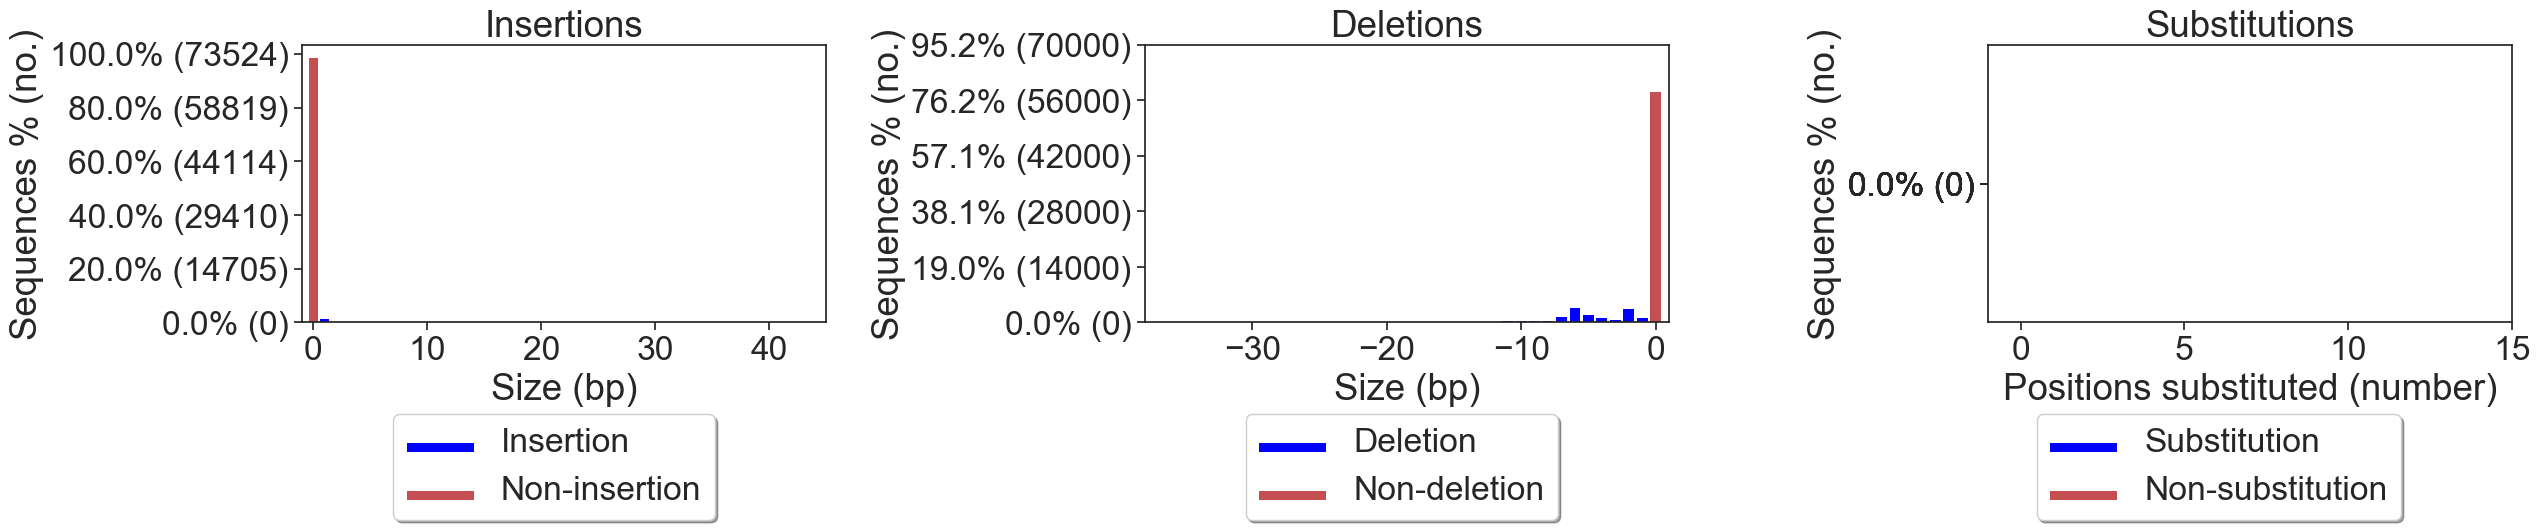 Insertions
Sequences % (no.)
100.0% (73524)
80.0% (58819)
60.0% (44114)
40.0% (29410)
20.0% (14705)
0.0% (0)
0 10 20 30 40
Size (bp)
Insertion
Non-insertion
Deletions
Sequences % (no.)
95.2% (70000)
76.2% (56000)
57.1% (42000)
38.1% (28000)
19.0% (14000)
0.0% (0)
−30 −20 −10 0
Size (bp)
Deletion
Non-deletion
Substitutions
Sequences % (no.)
0.0% (0)
0 5 10 15
Positions substituted (number)
Substitution
Non-substitution